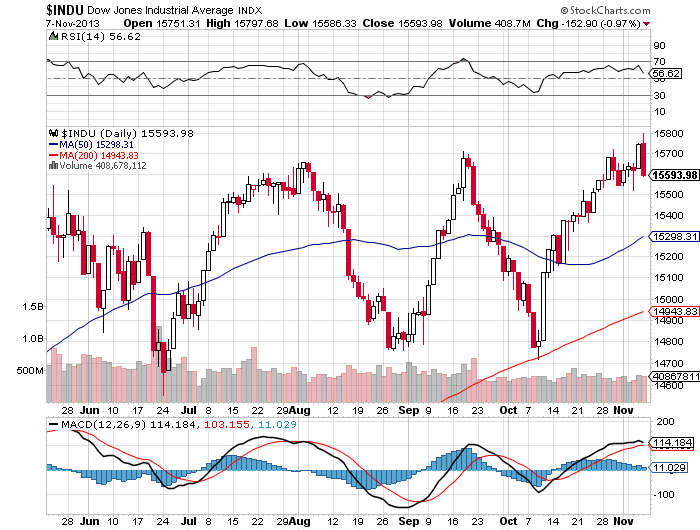 $INDU Dow Jones Industrial Average INDX © StockCharts.com
7-Nov-2013 Open 15751.31 High 15797.68 Low 15586.33 Close 15593.98 Volume 408.7M Chg -152.90 (-0.97%)
RSI(14) 56.62
90
70
56.62
50
30
10
$INDU (Daily) 15593.98
MA(50) 15298.31
MA(200) 14943.83
Volume 408,678,112
15800
15700
15593.98
15500
15400
15298.31
15200
15100
15000
14943.83
14900
14800
14700
14600
1.5B
1.0B
500M
40867811
28 Jun 10 17 24 Jul 8 15 22 29 Aug 12 19 26 Sep 9 16 23 Oct 7 14 21 28 Nov
MACD(12,26,9) 114.184, 103.155, 11.029
200
114.184
11.029
-100
28 Jun 10 17 24 Jul 8 15 22 29 Aug 12 19 26 Sep 9 16 23 Oct 7 14 21 28 Nov